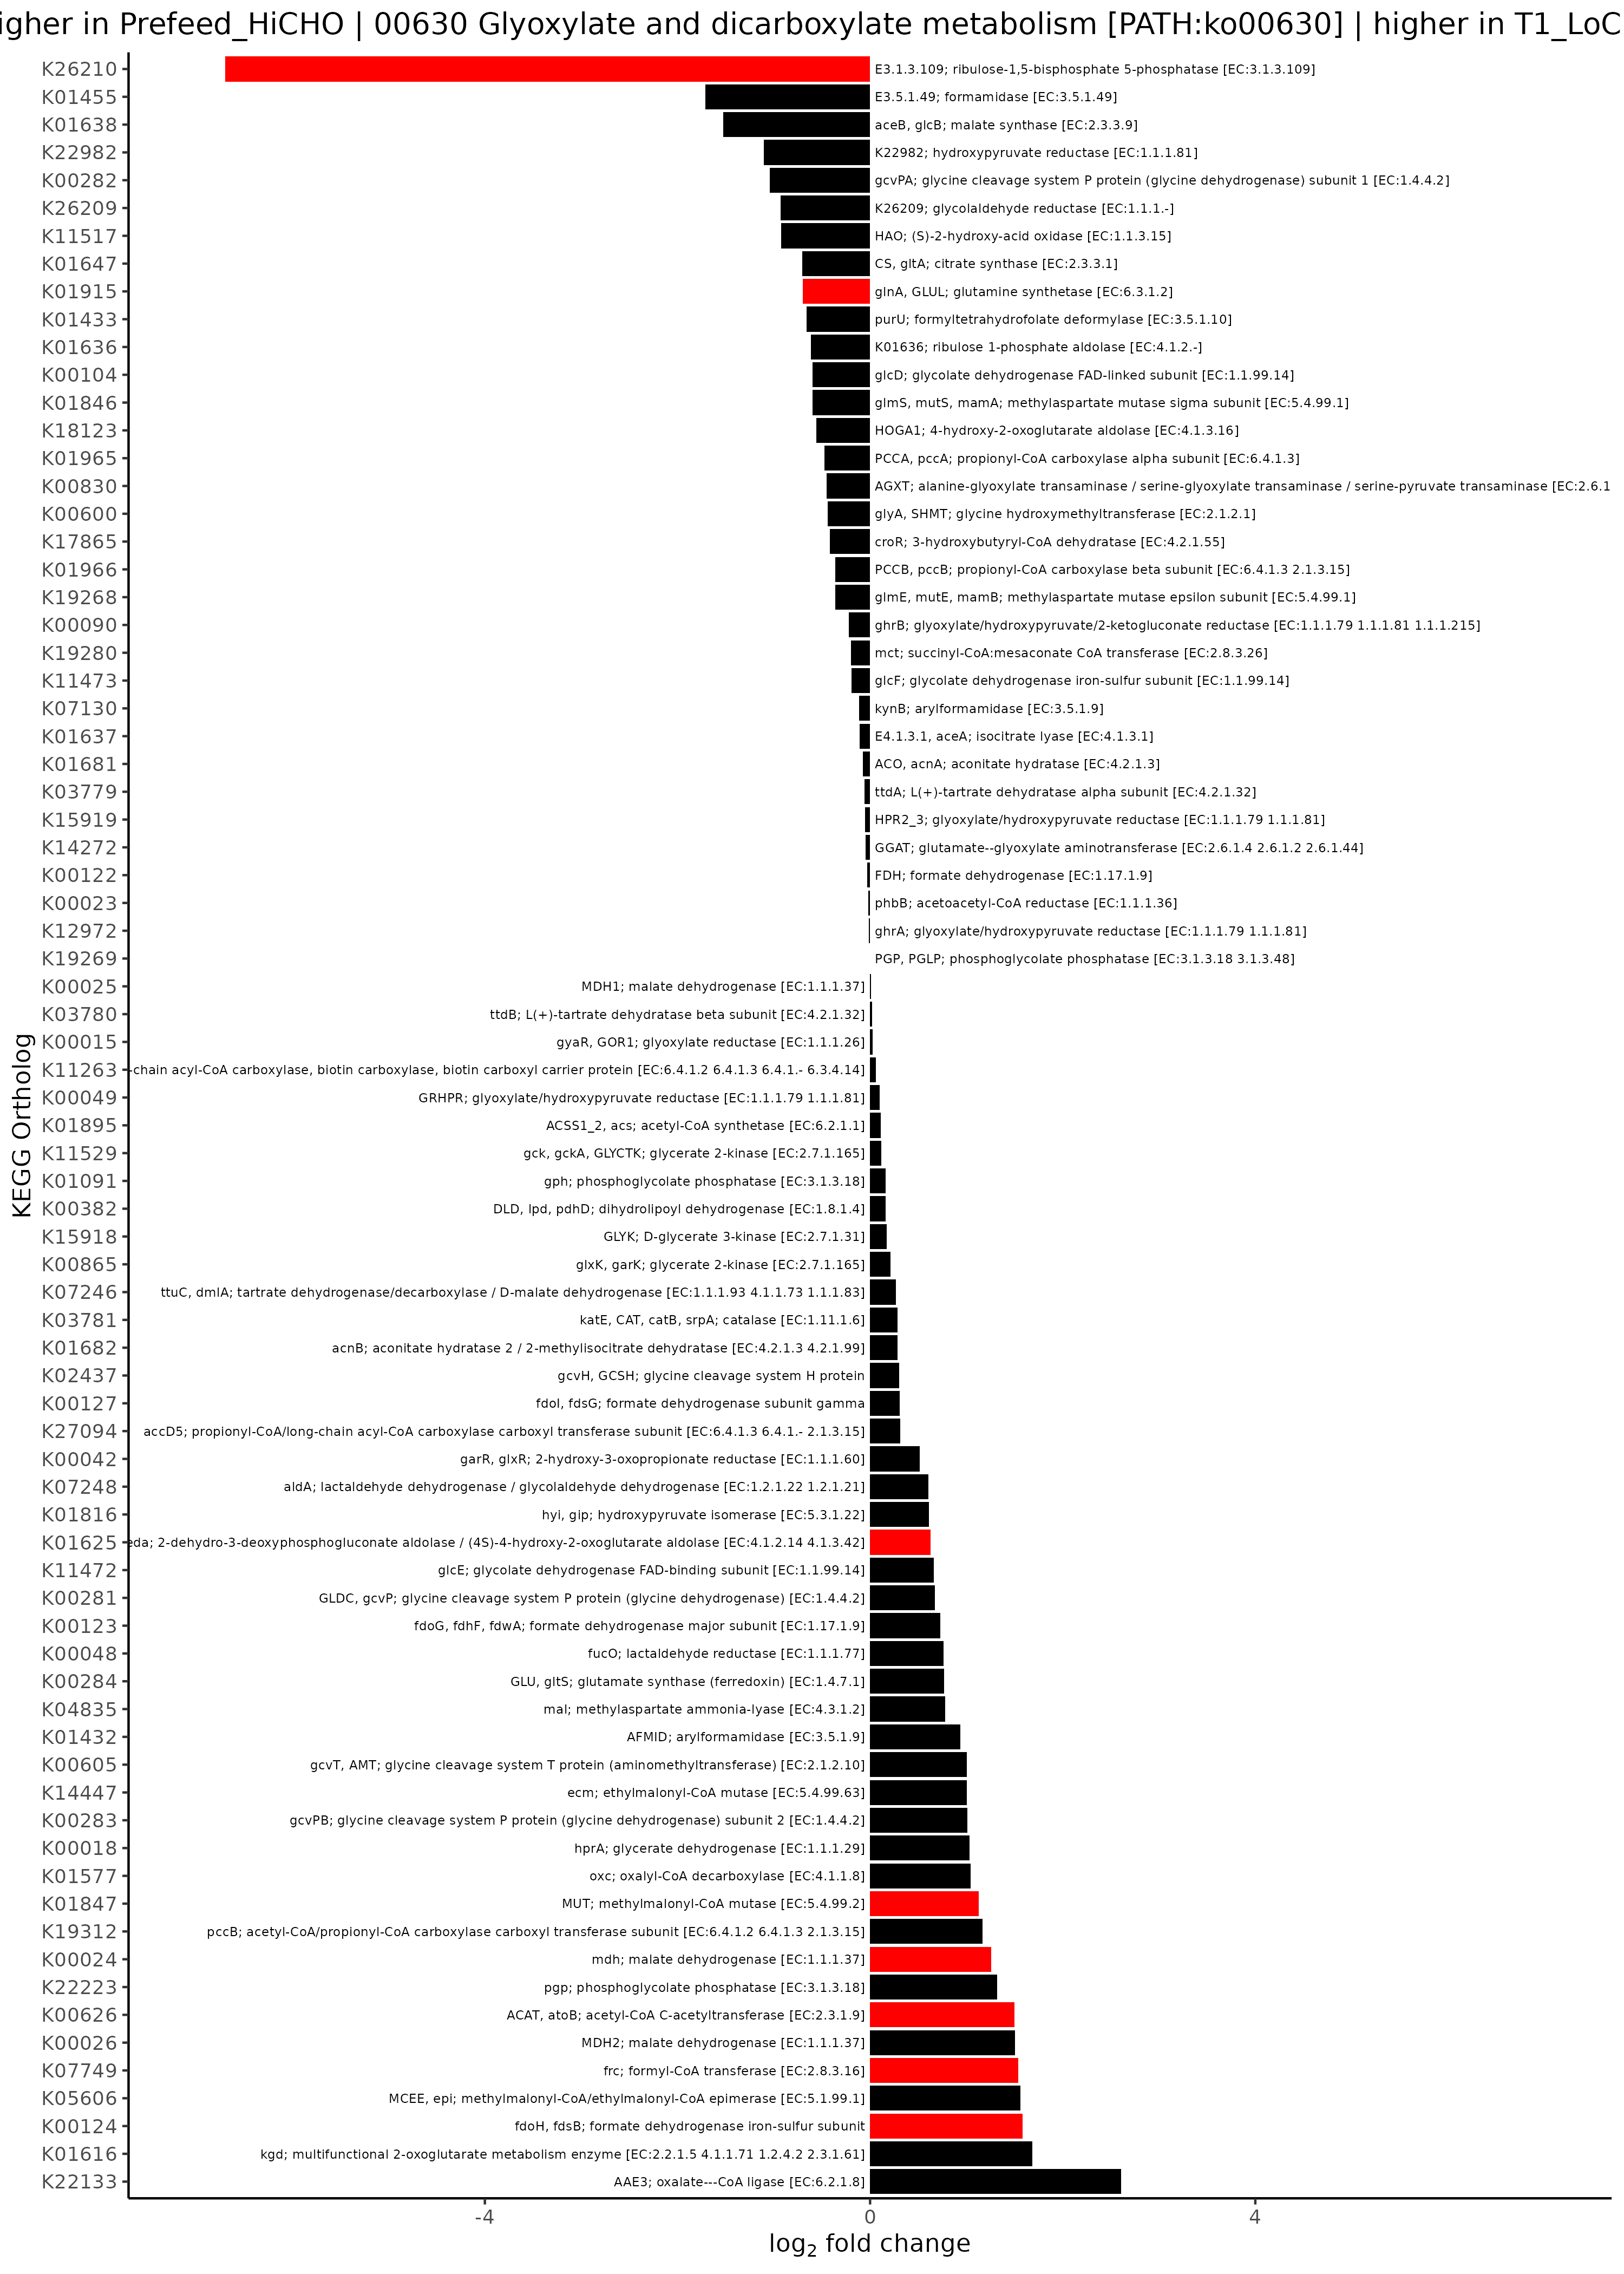 igher in Prefeed_HiCHO | 00630 Glyoxylate and dicarboxylate metabolism [PATH:ko00630] | higher in T1_LoC
KEGG Ortholog
K26210 E3.1.3.109; ribulose-1,5-bisphosphate 5-phosphatase [EC:3.1.3.109]
K01455 E3.5.1.49; formamidase [EC:3.5.1.49]
K01638 aceB, glcB; malate synthase [EC:2.3.3.9]
K22982 K22982; hydroxypyruvate reductase [EC:1.1.1.81]
K00282 gcvPA; glycine cleavage system P protein (glycine dehydrogenase) subunit 1 [EC:1.4.4.2]
K26209 K26209; glycolaldehyde reductase [EC:1.1.1.-]
K11517 HAO; (S)-2-hydroxy-acid oxidase [EC:1.1.3.15]
K01647 CS, gltA; citrate synthase [EC:2.3.3.1]
K01915 glnA, GLUL; glutamine synthetase [EC:6.3.1.2]
K01433 purU; formyltetrahydrofolate deformylase [EC:3.5.1.10]
K01636 K01636; ribulose 1-phosphate aldolase [EC:4.1.2.-]
K00104 glcD; glycolate dehydrogenase FAD-linked subunit [EC:1.1.99.14]
K01846 glmS, mutS, mamA; methylaspartate mutase sigma subunit [EC:5.4.99.1]
K18123 HOGA1; 4-hydroxy-2-oxoglutarate aldolase [EC:4.1.3.16]
K01965 PCCA, pccA; propionyl-CoA carboxylase alpha subunit [EC:6.4.1.3]
K00830 AGXT; alanine-glyoxylate transaminase / serine-glyoxylate transaminase / serine-pyruvate transaminase [EC:2.6.1
K00600 glyA, SHMT; glycine hydroxymethyltransferase [EC:2.1.2.1]
K17865 croR; 3-hydroxybutyryl-CoA dehydratase [EC:4.2.1.55]
K01966 PCCB, pccB; propionyl-CoA carboxylase beta subunit [EC:6.4.1.3 2.1.3.15]
K19268 glmE, mutE, mamB; methylaspartate mutase epsilon subunit [EC:5.4.99.1]
K00090 ghrB; glyoxylate/hydroxypyruvate/2-ketogluconate reductase [EC:1.1.1.79 1.1.1.81 1.1.1.215]
K19280 mct; succinyl-CoA:mesaconate CoA transferase [EC:2.8.3.26]
K11473 glcF; glycolate dehydrogenase iron-sulfur subunit [EC:1.1.99.14]
K07130 kynB; arylformamidase [EC:3.5.1.9]
K01637 E4.1.3.1, aceA; isocitrate lyase [EC:4.1.3.1]
K01681 ACO, acnA; aconitate hydratase [EC:4.2.1.3]
K03779 ttdA; L(+)-tartrate dehydratase alpha subunit [EC:4.2.1.32]
K15919 HPR2_3; glyoxylate/hydroxypyruvate reductase [EC:1.1.1.79 1.1.1.81]
K14272 GGAT; glutamate--glyoxylate aminotransferase [EC:2.6.1.4 2.6.1.2 2.6.1.44]
K00122 FDH; formate dehydrogenase [EC:1.17.1.9]
K00023 phbB; acetoacetyl-CoA reductase [EC:1.1.1.36]
K12972 ghrA; glyoxylate/hydroxypyruvate reductase [EC:1.1.1.79 1.1.1.81]
K19269 PGP, PGLP; phosphoglycolate phosphatase [EC:3.1.3.18 3.1.3.48]
K00025 MDH1; malate dehydrogenase [EC:1.1.1.37]
K03780 ttdB; L(+)-tartrate dehydratase beta subunit [EC:4.2.1.32]
K00015 gyaR, GOR1; glyoxylate reductase [EC:1.1.1.26]
K11263 -chain acyl-CoA carboxylase, biotin carboxylase, biotin carboxyl carrier protein [EC:6.4.1.2 6.4.1.3 6.4.1.- 6.3.4.14]
K00049 GRHPR; glyoxylate/hydroxypyruvate reductase [EC:1.1.1.79 1.1.1.81]
K01895 ACSS1_2, acs; acetyl-CoA synthetase [EC:6.2.1.1]
K11529 gck, gckA, GLYCTK; glycerate 2-kinase [EC:2.7.1.165]
K01091 gph; phosphoglycolate phosphatase [EC:3.1.3.18]
K00382 DLD, lpd, pdhD; dihydrolipoyl dehydrogenase [EC:1.8.1.4]
K15918 GLYK; D-glycerate 3-kinase [EC:2.7.1.31]
K00865 glxK, garK; glycerate 2-kinase [EC:2.7.1.165]
K07246 ttuC, dmlA; tartrate dehydrogenase/decarboxylase / D-malate dehydrogenase [EC:1.1.1.93 4.1.1.73 1.1.1.83]
K03781 katE, CAT, catB, srpA; catalase [EC:1.11.1.6]
K01682 acnB; aconitate hydratase 2 / 2-methylisocitrate dehydratase [EC:4.2.1.3 4.2.1.99]
K02437 gcvH, GCSH; glycine cleavage system H protein
K00127 fdoI, fdsG; formate dehydrogenase subunit gamma
K27094 accD5; propionyl-CoA/long-chain acyl-CoA carboxylase carboxyl transferase subunit [EC:6.4.1.3 6.4.1.- 2.1.3.15]
K00042 garR, glxR; 2-hydroxy-3-oxopropionate reductase [EC:1.1.1.60]
K07248 aldA; lactaldehyde dehydrogenase / glycolaldehyde dehydrogenase [EC:1.2.1.22 1.2.1.21]
K01816 hyi, gip; hydroxypyruvate isomerase [EC:5.3.1.22]
K01625 eda; 2-dehydro-3-deoxyphosphogluconate aldolase / (4S)-4-hydroxy-2-oxoglutarate aldolase [EC:4.1.2.14 4.1.3.42]
K11472 glcE; glycolate dehydrogenase FAD-binding subunit [EC:1.1.99.14]
K00281 GLDC, gcvP; glycine cleavage system P protein (glycine dehydrogenase) [EC:1.4.4.2]
K00123 fdoG, fdhF, fdwA; formate dehydrogenase major subunit [EC:1.17.1.9]
K00048 fucO; lactaldehyde reductase [EC:1.1.1.77]
K00284 GLU, gltS; glutamate synthase (ferredoxin) [EC:1.4.7.1]
K04835 mal; methylaspartate ammonia-lyase [EC:4.3.1.2]
K01432 AFMID; arylformamidase [EC:3.5.1.9]
K00605 gcvT, AMT; glycine cleavage system T protein (aminomethyltransferase) [EC:2.1.2.10]
K14447 ecm; ethylmalonyl-CoA mutase [EC:5.4.99.63]
K00283 gcvPB; glycine cleavage system P protein (glycine dehydrogenase) subunit 2 [EC:1.4.4.2]
K00018 hprA; glycerate dehydrogenase [EC:1.1.1.29]
K01577 oxc; oxalyl-CoA decarboxylase [EC:4.1.1.8]
K01847 MUT; methylmalonyl-CoA mutase [EC:5.4.99.2]
K19312 pccB; acetyl-CoA/propionyl-CoA carboxylase carboxyl transferase subunit [EC:6.4.1.2 6.4.1.3 2.1.3.15]
K00024 mdh; malate dehydrogenase [EC:1.1.1.37]
K22223 pgp; phosphoglycolate phosphatase [EC:3.1.3.18]
K00626 ACAT, atoB; acetyl-CoA C-acetyltransferase [EC:2.3.1.9]
K00026 MDH2; malate dehydrogenase [EC:1.1.1.37]
K07749 frc; formyl-CoA transferase [EC:2.8.3.16]
K05606 MCEE, epi; methylmalonyl-CoA/ethylmalonyl-CoA epimerase [EC:5.1.99.1]
K00124 fdoH, fdsB; formate dehydrogenase iron-sulfur subunit
K01616 kgd; multifunctional 2-oxoglutarate metabolism enzyme [EC:2.2.1.5 4.1.1.71 1.2.4.2 2.3.1.61]
K22133 AAE3; oxalate---CoA ligase [EC:6.2.1.8]
-4 0 4
log2 fold change